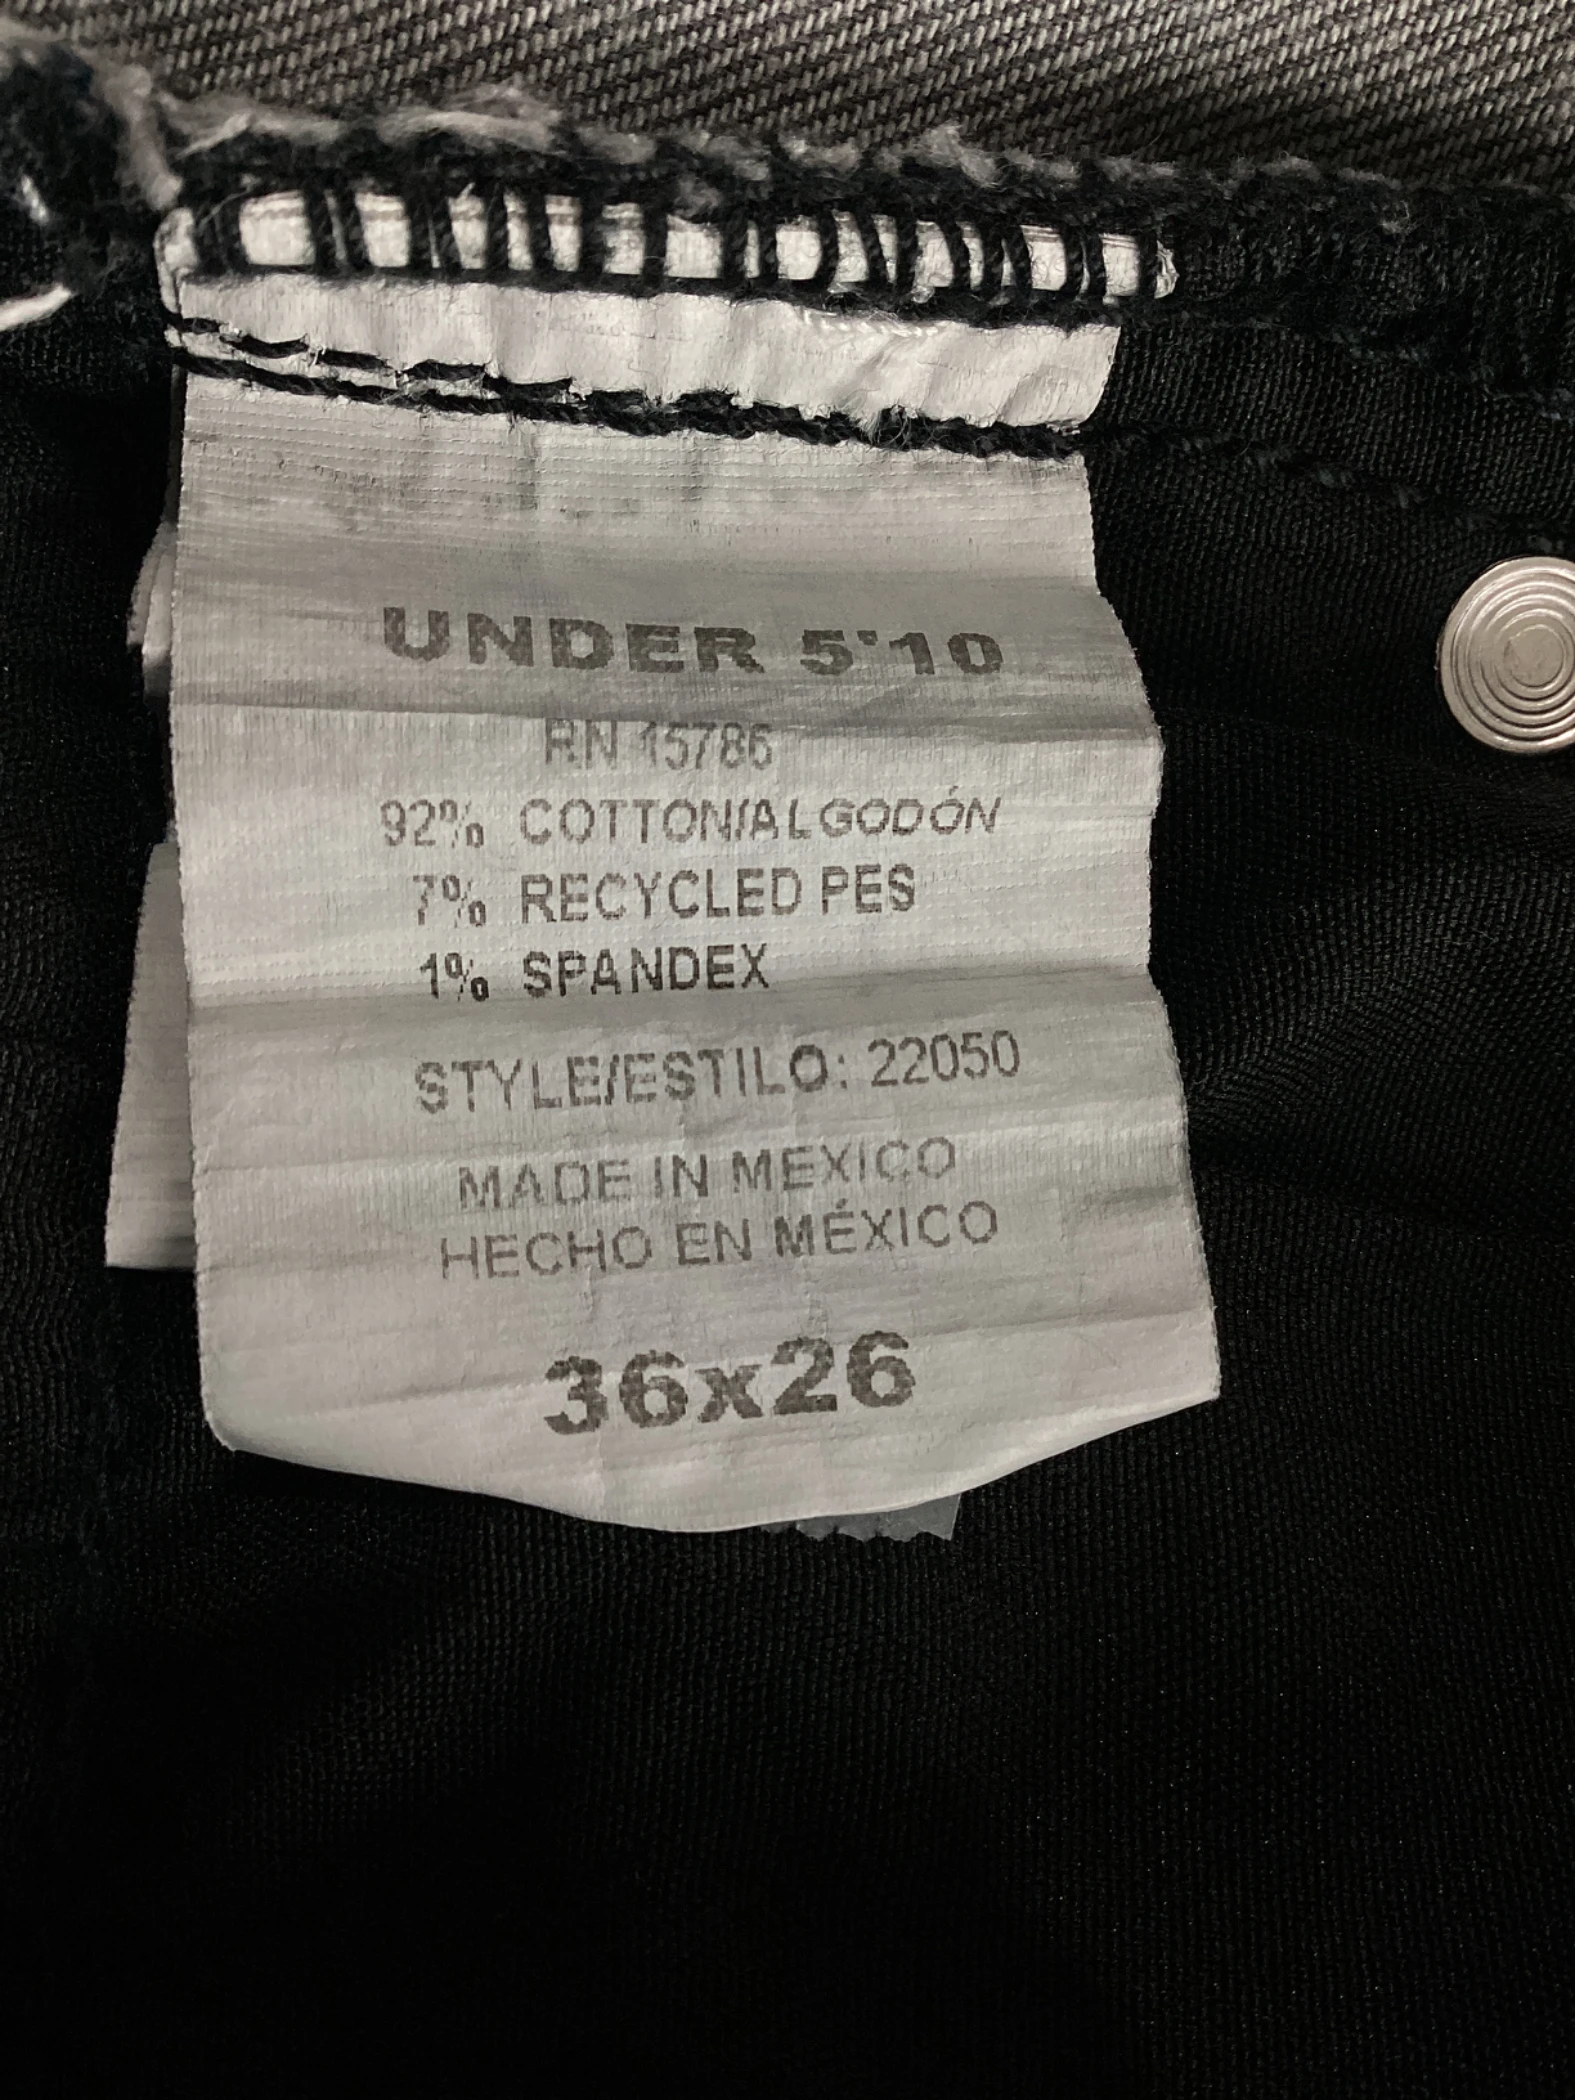 UNDER 5'10
RN 15786
92% COTTON/ALGODÓN
7% RECYCLED PES
1% SPANDEX
STYLE/ESTILO: 22050
MADE IN MEXICO
HECHO EN MÉXICO
36x26